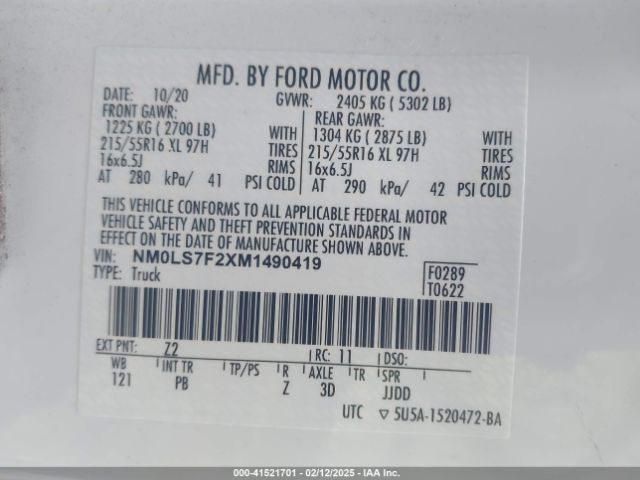 MFD. BY FORD MOTOR CO.
DATE: 10/20 GVWR: 2405 KG ( 5302 LB)
FRONT GAWR: REAR GAWR:
1225 KG ( 2700 LB) WITH 1304 KG ( 2875 LB) WITH
215/55R16 XL 97H TIRES 215/55R16 XL 97H TIRES
16x6.5J RIMS 16x6.5J RIMS
AT 280 kPa/ 41 PSI COLD AT 290 kPa/ 42 PSI COLD
THIS VEHICLE CONFORMS TO ALL APPLICABLE FEDERAL MOTOR
VEHICLE SAFETY AND THEFT PREVENTION STANDARDS IN
EFFECT ON THE DATE OF MANUFACTURE SHOWN ABOVE.
VIN: NM0LS7F2XM1490419
TYPE: Truck
F0289
T0622
EXT PNT: Z2 RC: 11 DSO:
WB INT TR TP/PS R AXLE TR SPR
121 PB Z 3D JJDD
UTC ▽ 5U5A-1520472-BA
000-41521701 - 02/12/2025 - IAAI.COM